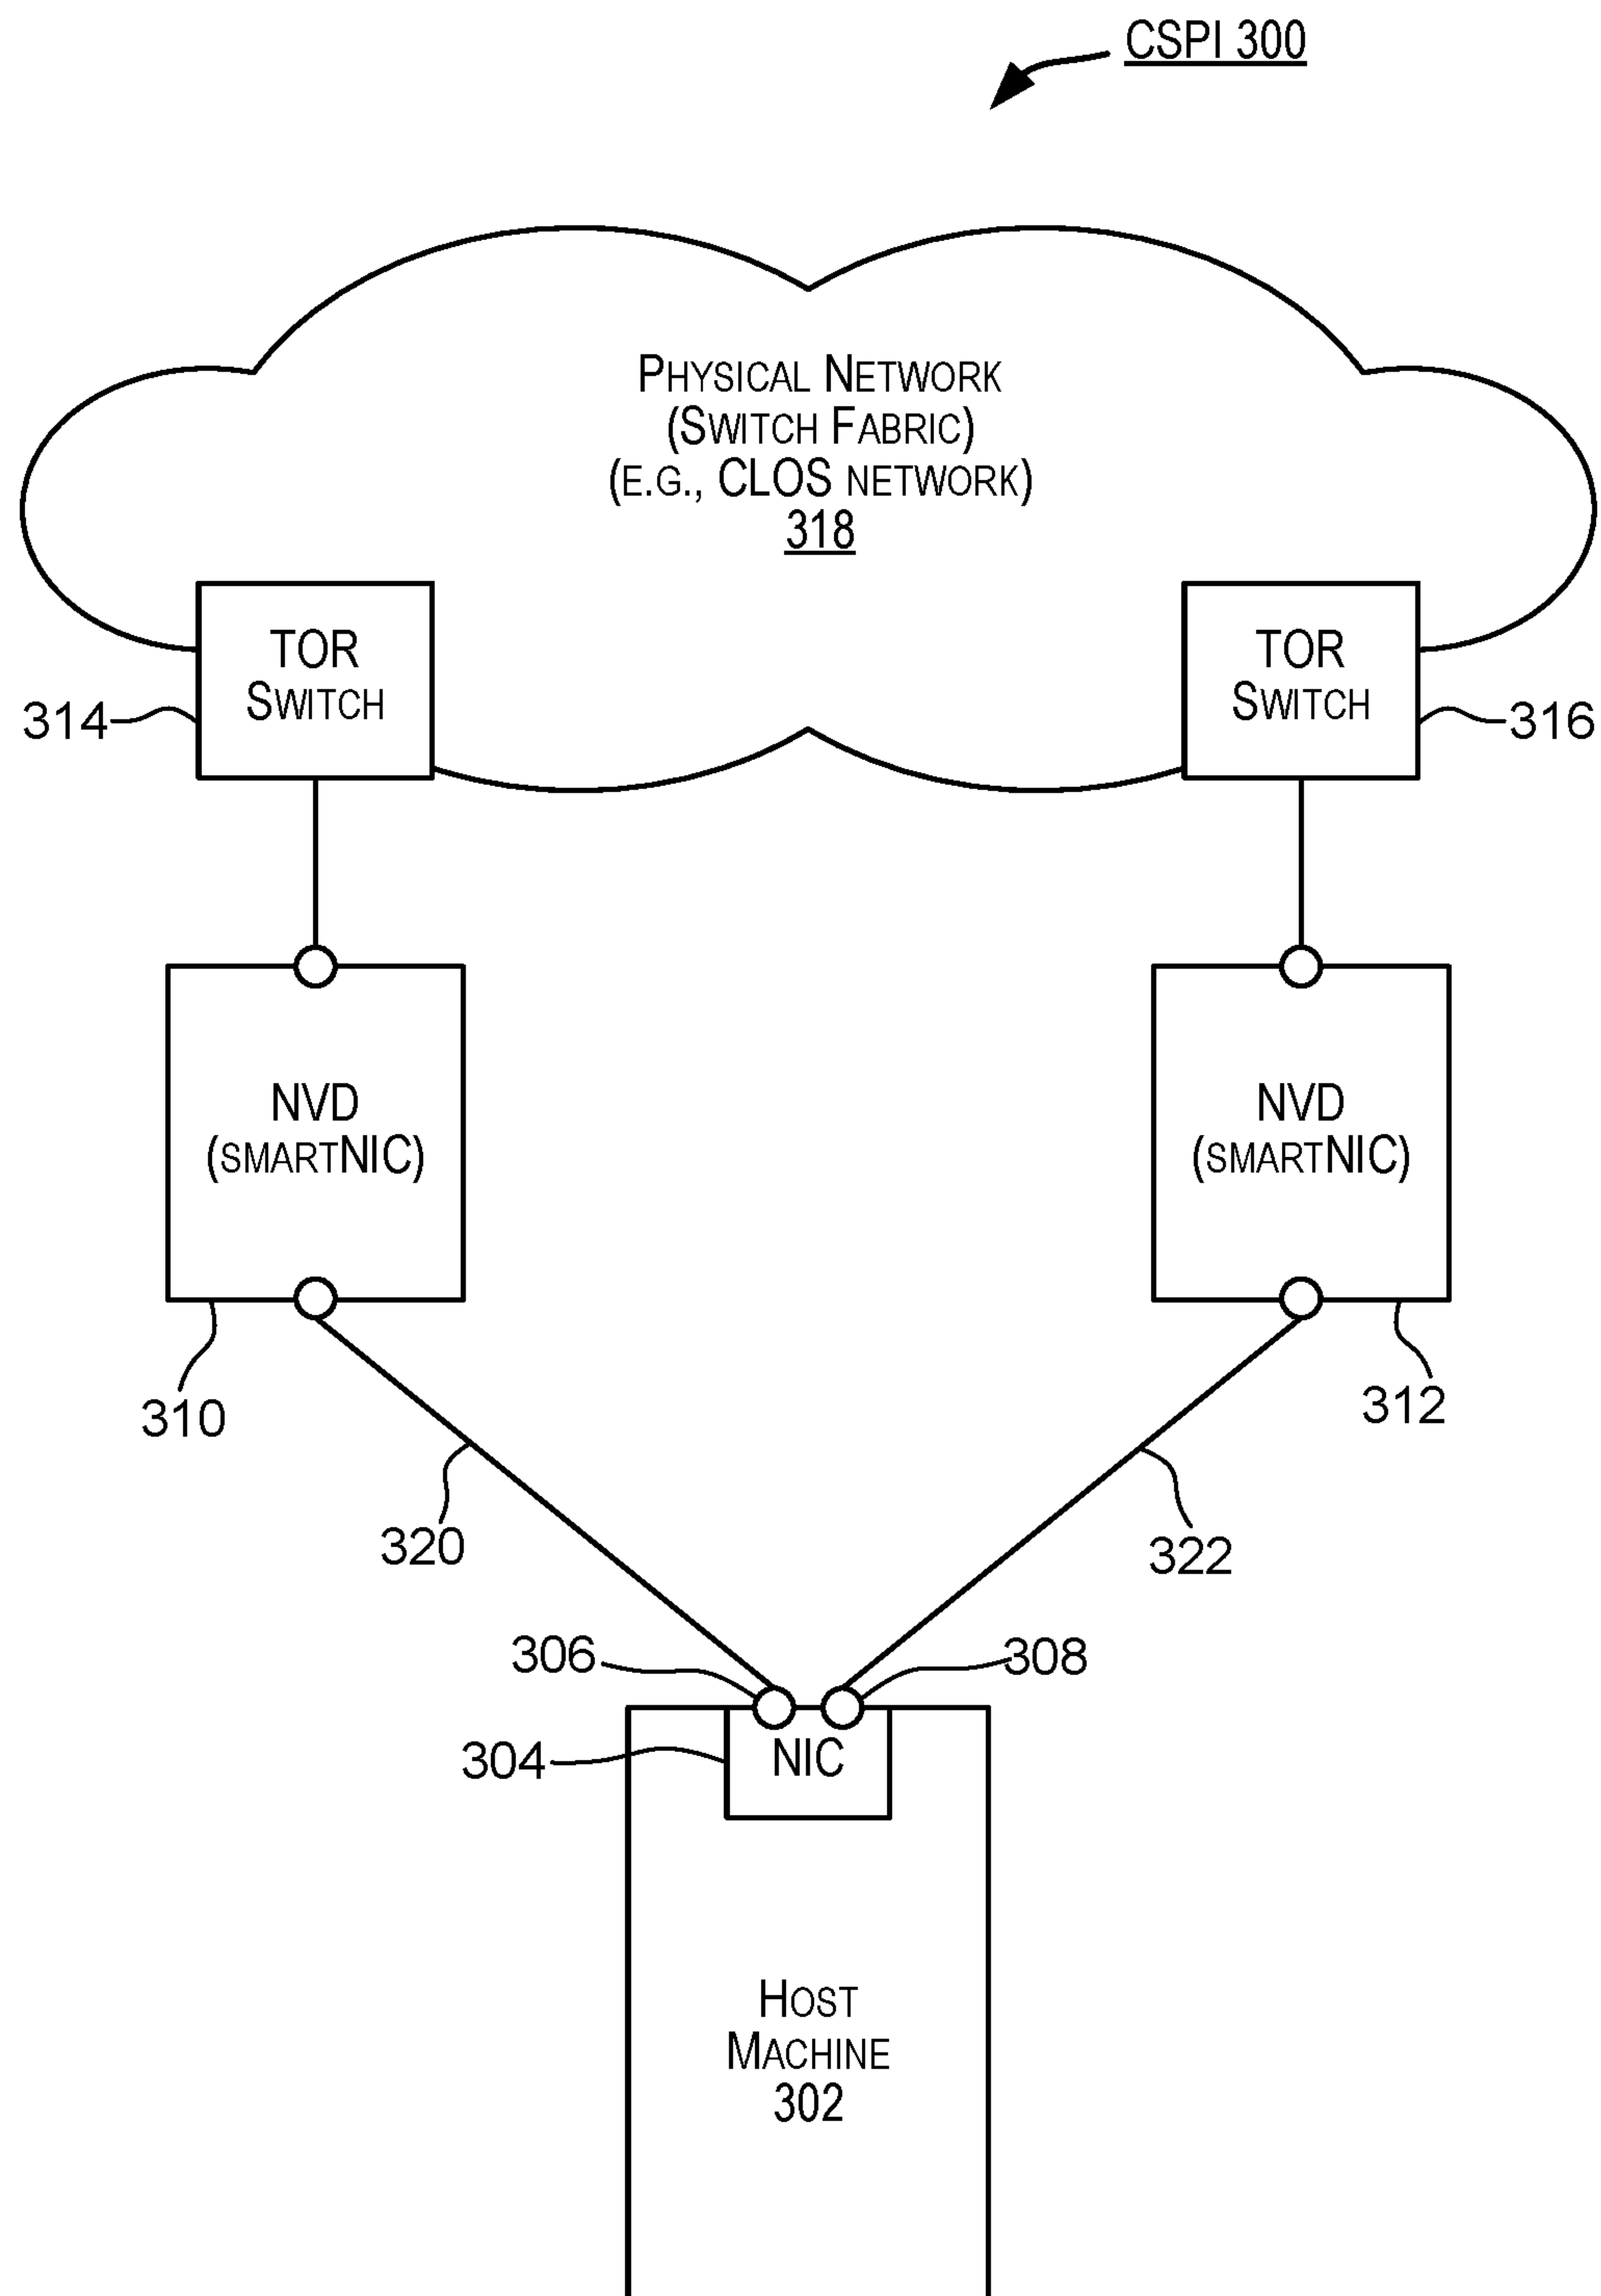 CSPI 300
Physical Network
(Switch Fabric)
(e.g., CLOS network)
318
TOR
Switch
314
TOR
Switch
316
NVD
(smartNIC)
NVD
(smartNIC)
310
312
320
322
306
308
304
NIC
Host
Machine
302